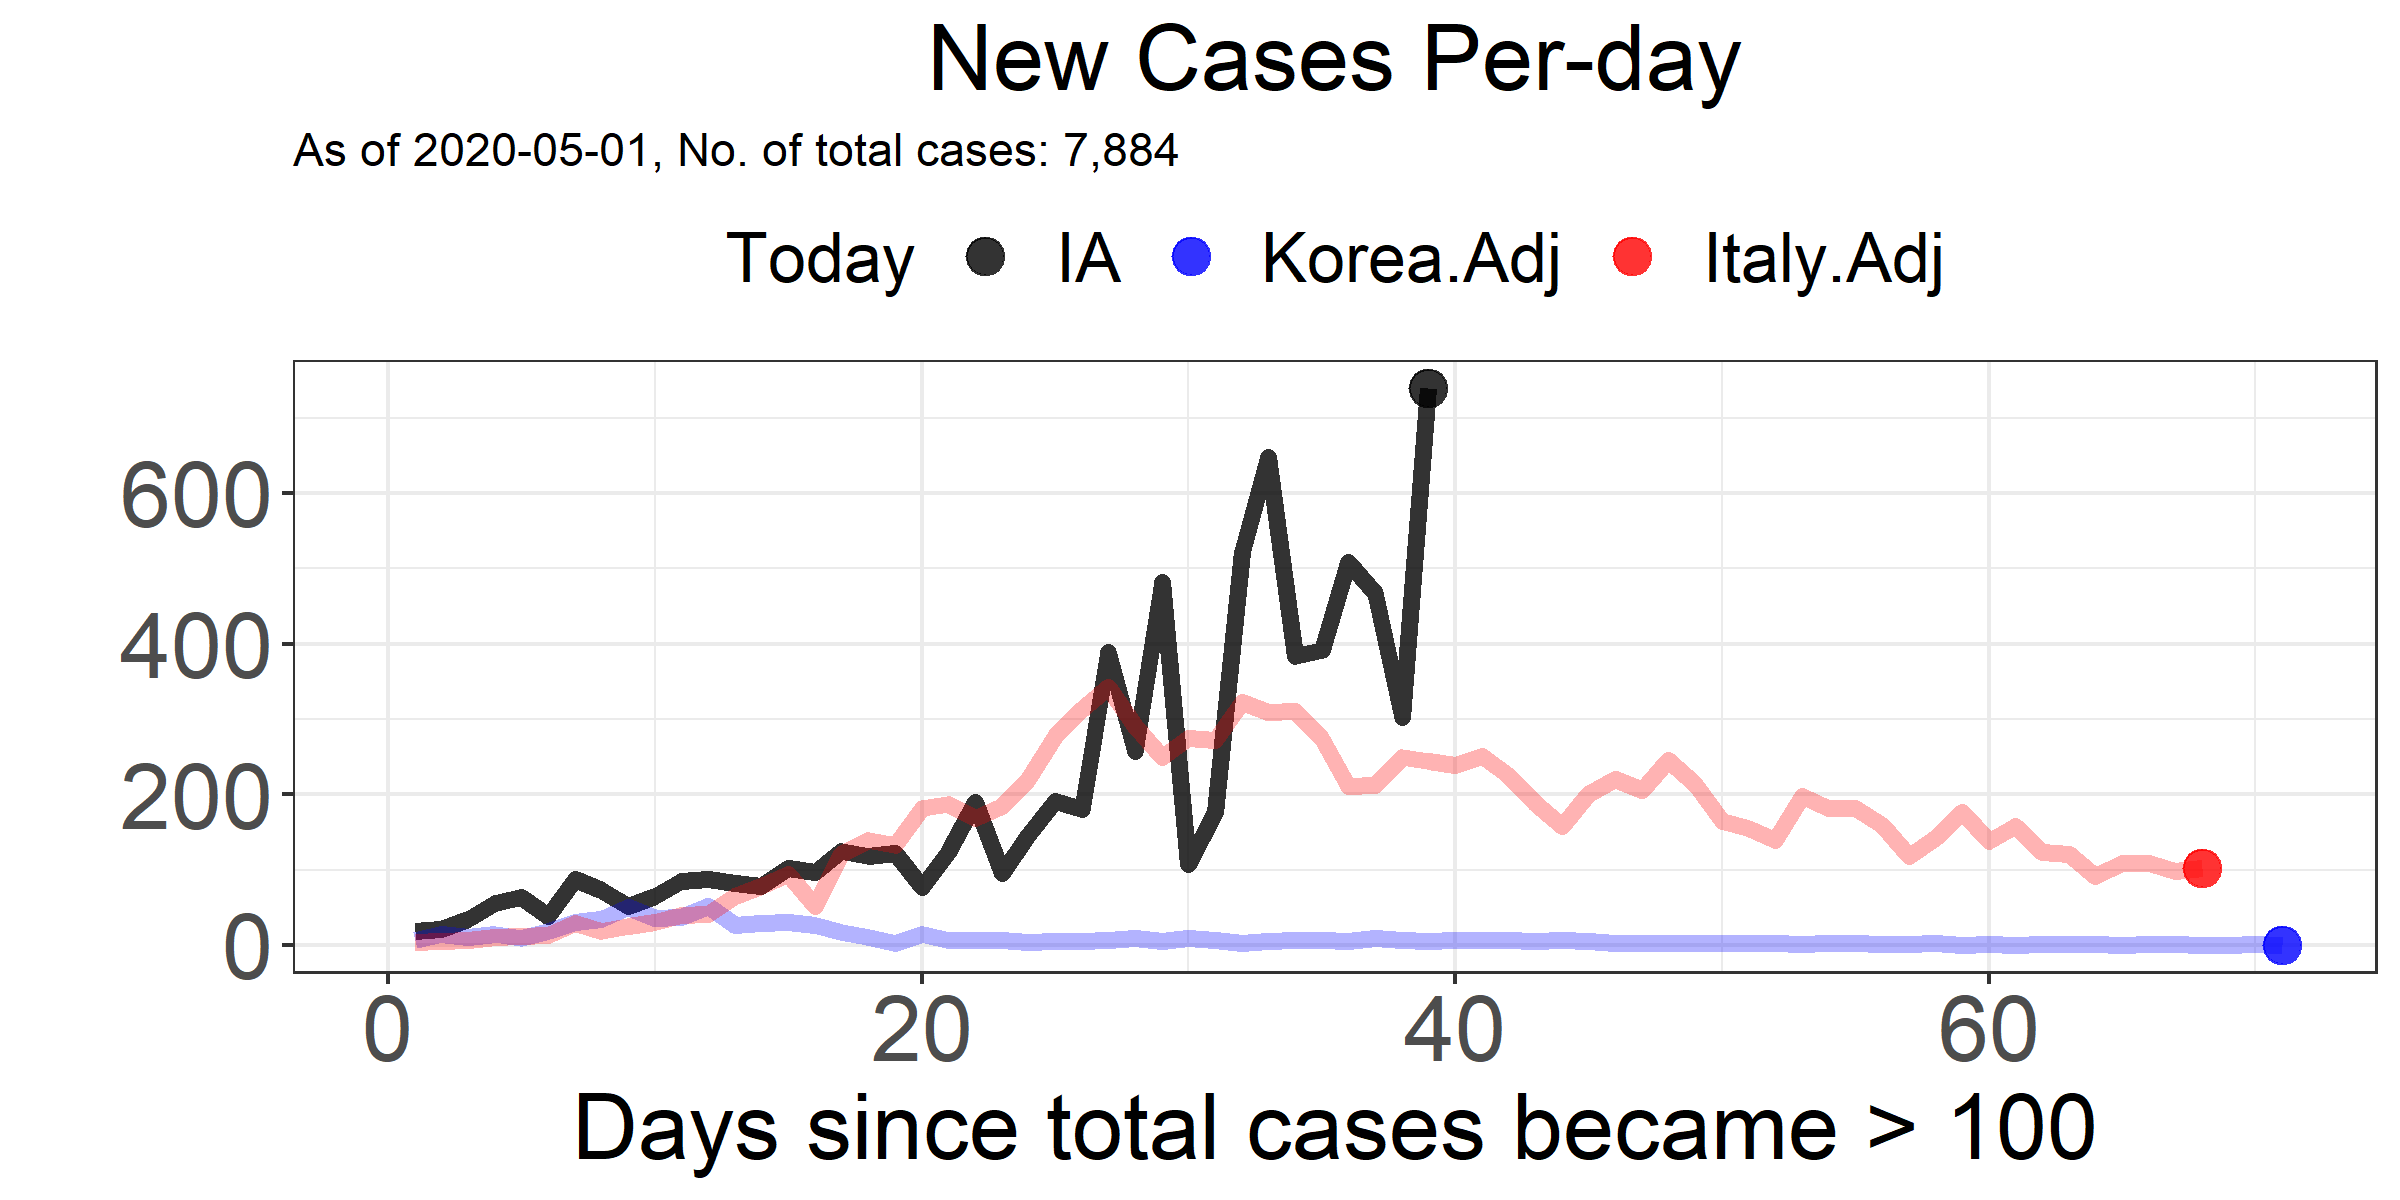 New Cases Per-day
As of 2020-05-01, No. of total cases: 7,884
Today IA Korea.Adj Italy.Adj
600
400
200
0
0 20 40 60
Days since total cases became > 100